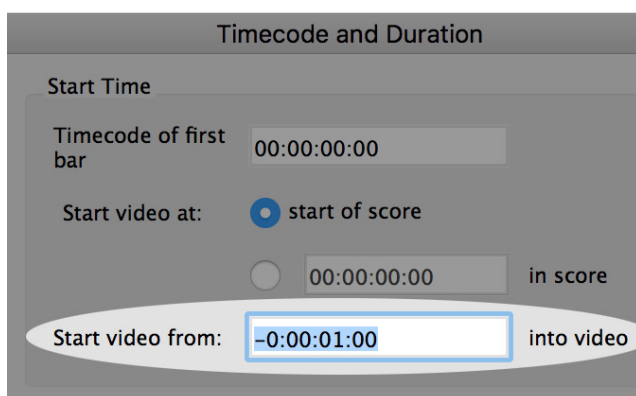 Timecode and Duration
Start Time
Timecode of first
bar
00:00:00:00
Start video at:
start of score
00:00:00:00 in score
Start video from: -0:00:01:00 into video